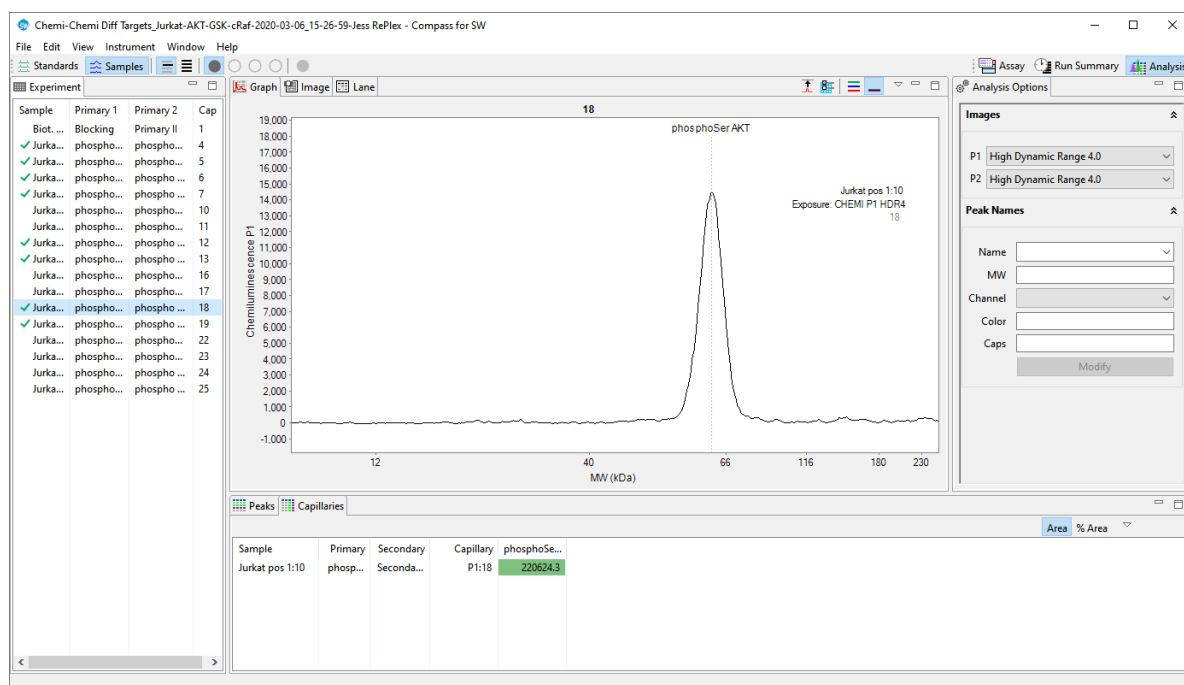 Chemi-Chemi Diff Targets_Jurkat-AKT-GSK-cRaf-2020-03-06_15-26-59-Jess RePlex - Compass for SW
File Edit View Instrument Window Help
Standards Samples Assay Run Summary Analysis
Experiment
Sample Primary 1 Primary 2 Cap
Biot. ... Blocking Primary II 1
Jurka... phospho... phospho... 4
Jurka... phospho... phospho... 5
Jurka... phospho... phospho ... 6
Jurka... phospho... phospho ... 7
Jurka... phospho... phospho... 10
Jurka... phospho... phospho... 11
Jurka... phospho... phospho ... 12
Jurka... phospho... phospho ... 13
Jurka... phospho... phospho... 16
Jurka... phospho... phospho... 17
Jurka... phospho... phospho ... 18
Jurka... phospho... phospho ... 19
Jurka... phospho... phospho ... 22
Jurka... phospho... phospho ... 23
Jurka... phospho... phospho ... 24
Jurka... phospho... phospho ... 25
Graph Image Lane
18
phosphoSer AKT
Jurkat pos 1:10
Exposure: CHEMI P1 HDR4
18
Chemiluminescence P1
19,000
18,000
17,000
16,000
15,000
14,000
13,000
12,000
11,000
10,000
9,000
8,000
7,000
6,000
5,000
4,000
3,000
2,000
1,000
0
-1,000
12 40 66 116 180 230
MW (kDa)
Analysis Options
Images
P1 High Dynamic Range 4.0
P2 High Dynamic Range 4.0
Peak Names
Name
MW
Channel
Color
Caps
Modify
Peaks Capillaries
Area % Area
Sample Primary Secondary Capillary phosphoSe...
Jurkat pos 1:10 phosp... Seconda... P1:18 220624.3